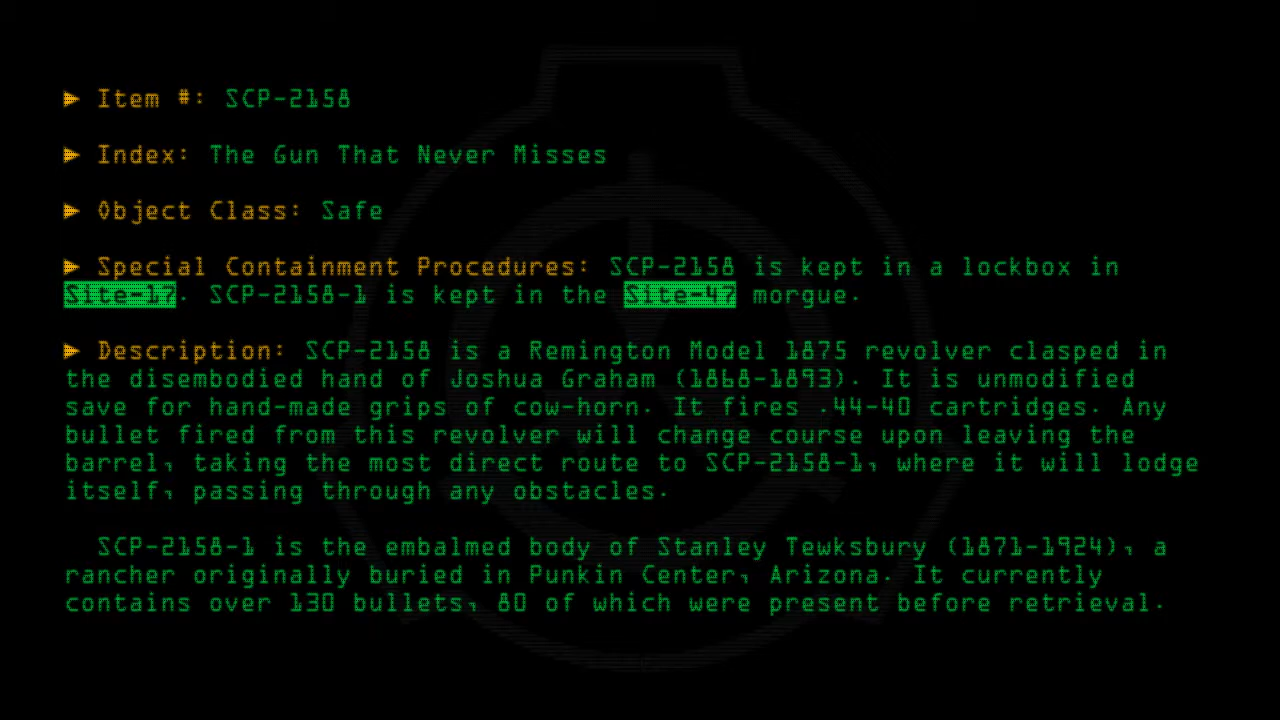 ► Item #: SCP-2158
► Index: The Gun That Never Misses
► Object Class: Safe
► Special Containment Procedures: SCP-2158 is kept in a lockbox in
Site-17. SCP-2158-1 is kept in the Site-47 morgue.
► Description: SCP-2158 is a Remington Model 1875 revolver clasped in
the disembodied hand of Joshua Graham (1868-1893). It is unmodified
save for hand-made grips of cow-horn. It fires .44-40 cartridges. Any
bullet fired from this revolver will change course upon leaving the
barrel, taking the most direct route to SCP-2158-1, where it will lodge
itself, passing through any obstacles.
SCP-2158-1 is the embalmed body of Stanley Tewksbury (1871-1924), a
rancher originally buried in Punkin Center, Arizona. It currently
contains over 130 bullets, 80 of which were present before retrieval.